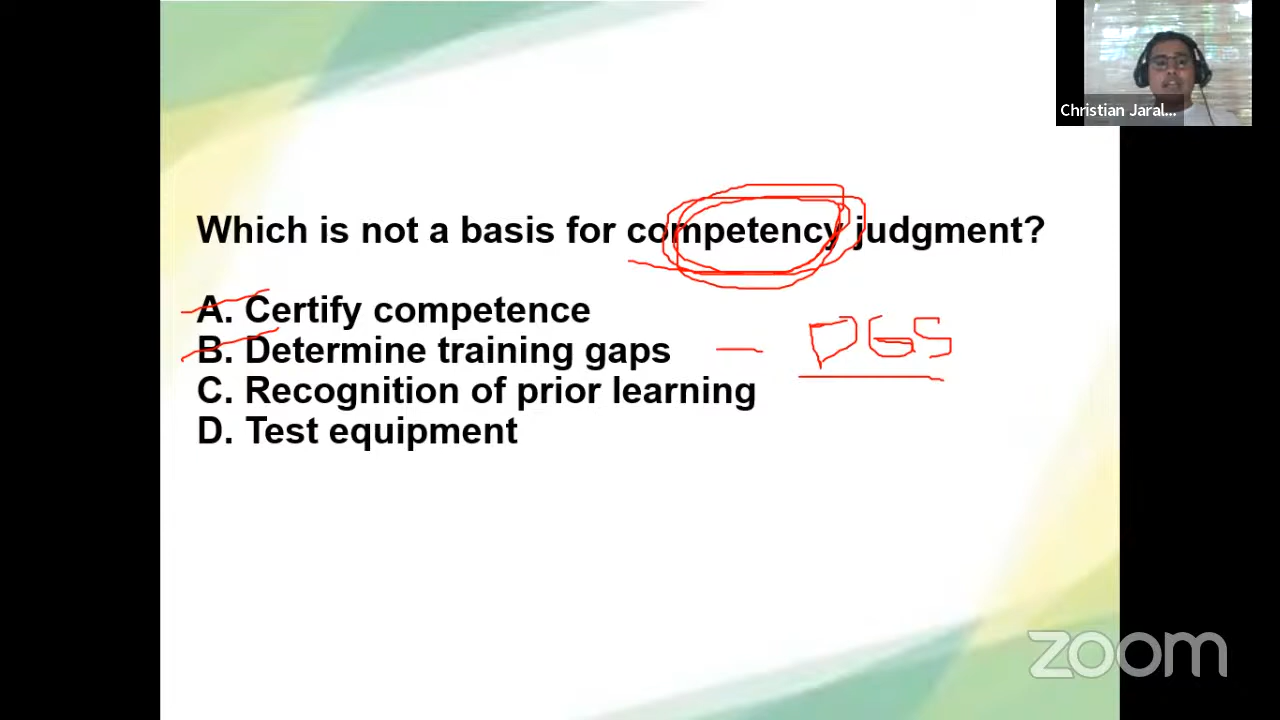 Christian Jaral...
Which is not a basis for competency judgment?
A. Certify competence
B. Determine training gaps
— DGS
C. Recognition of prior learning
D. Test equipment
zoom